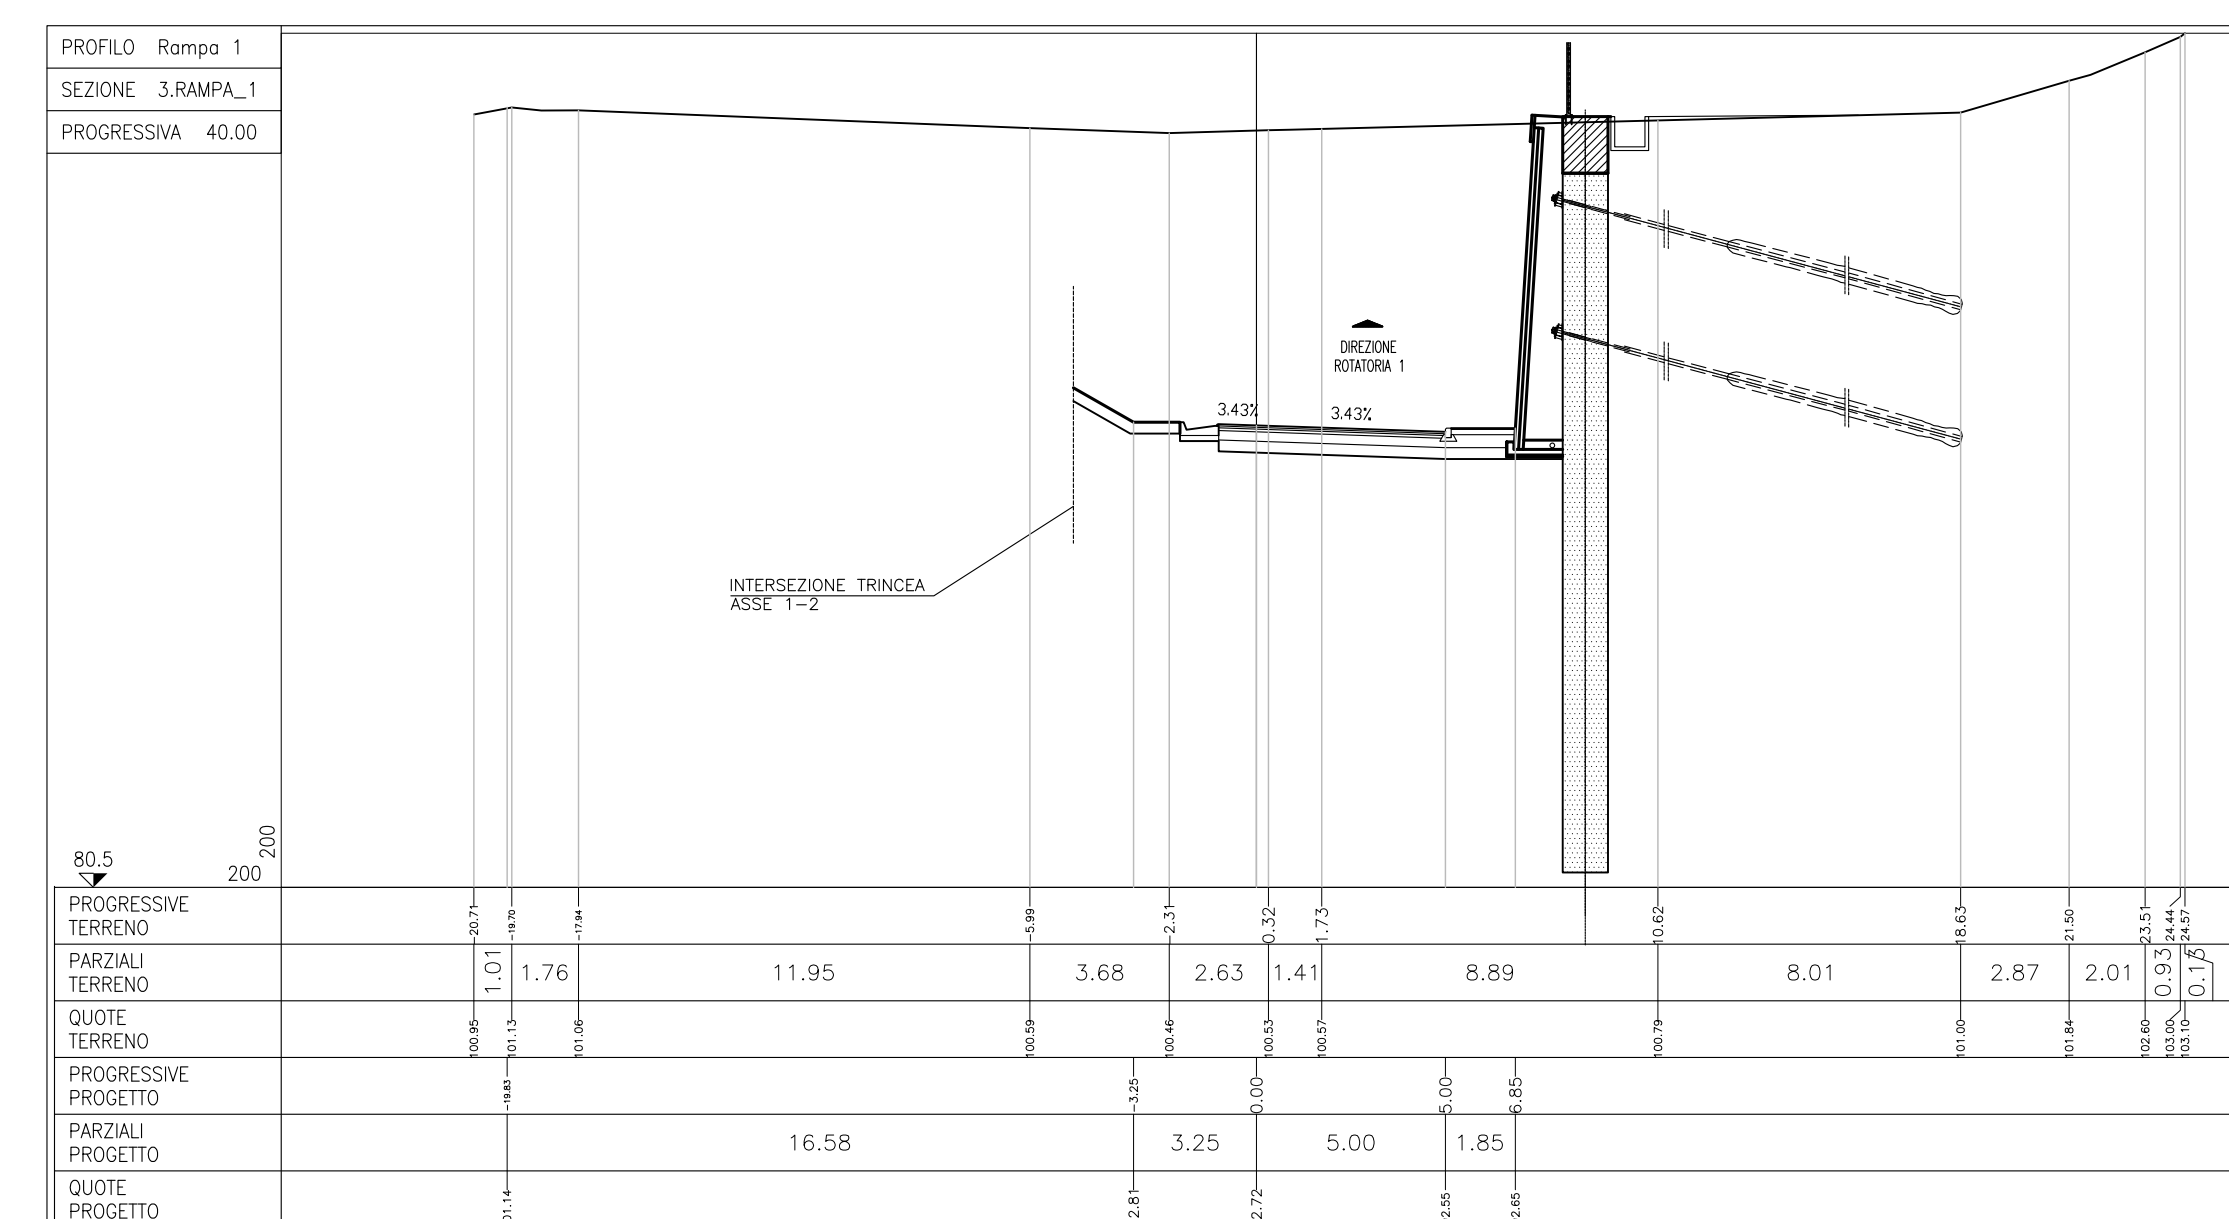 PROFILO Rampa 1
SEZIONE 3.RAMPA_1
PROGRESSIVA 40.00
DIREZIONE
ROTATORIA 1
3.43% 3.43%
INTERSEZIONE TRINCEA
ASSE 1-2
200
80.5 200
PROGRESSIVE
TERRENO
-20.71 -19.70 -17.94 -5.99 -2.31 0.32 1.73 10.62 18.63 21.50 23.51 24.44 24.57
PARZIALI
TERRENO
1.01 1.76 11.95 3.68 2.63 1.41 8.89 8.01 2.87 2.01 0.93 0.13
QUOTE
TERRENO
100.95 101.13 101.06 100.59 100.46 100.53 100.57 100.79 101.00 101.84 102.60 103.00 103.10
PROGRESSIVE
PROGETTO
-19.83 -3.25 0.00 5.00 6.85
PARZIALI
PROGETTO
16.58 3.25 5.00 1.85
QUOTE
PROGETTO